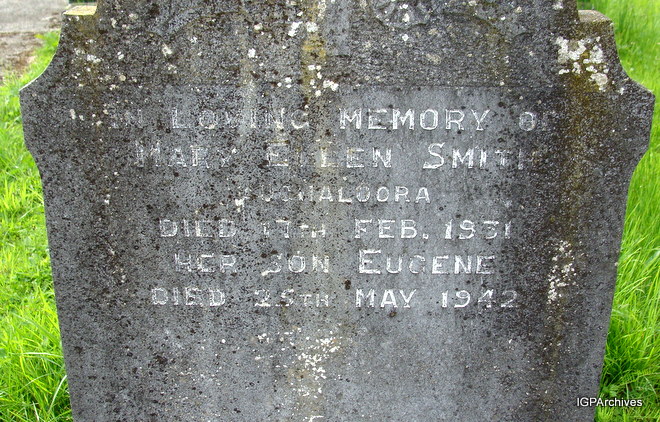 IN LOVING MEMORY OF
MARY ELLEN SMITH
DIED 17TH FEB. 1931
HER SON EUGENE
DIED 25TH MAY 1942
IGPArchives